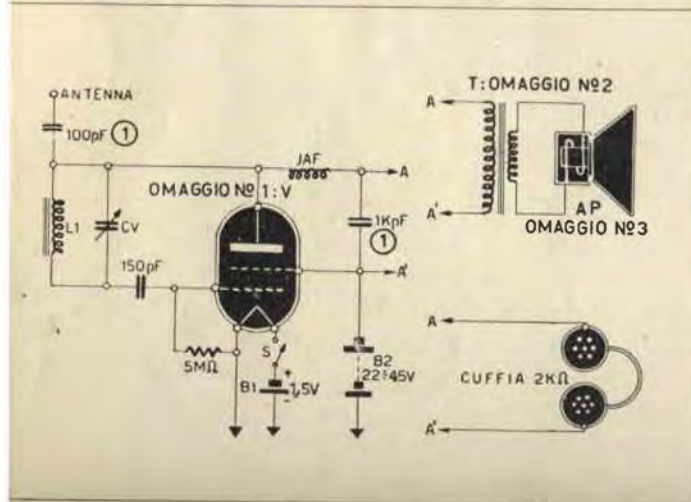 ANTENNA
100pF 1
L1
CV
150pF
OMAGGIO No 1:V
JAF
A
1KpF
1
A'
5MΩ
S
B1
+
1,5V
-
B2
22÷45V
T:OMAGGIO No2
A
A'
AP
OMAGGIO No3
A
CUFFIA 2KΩ
A'